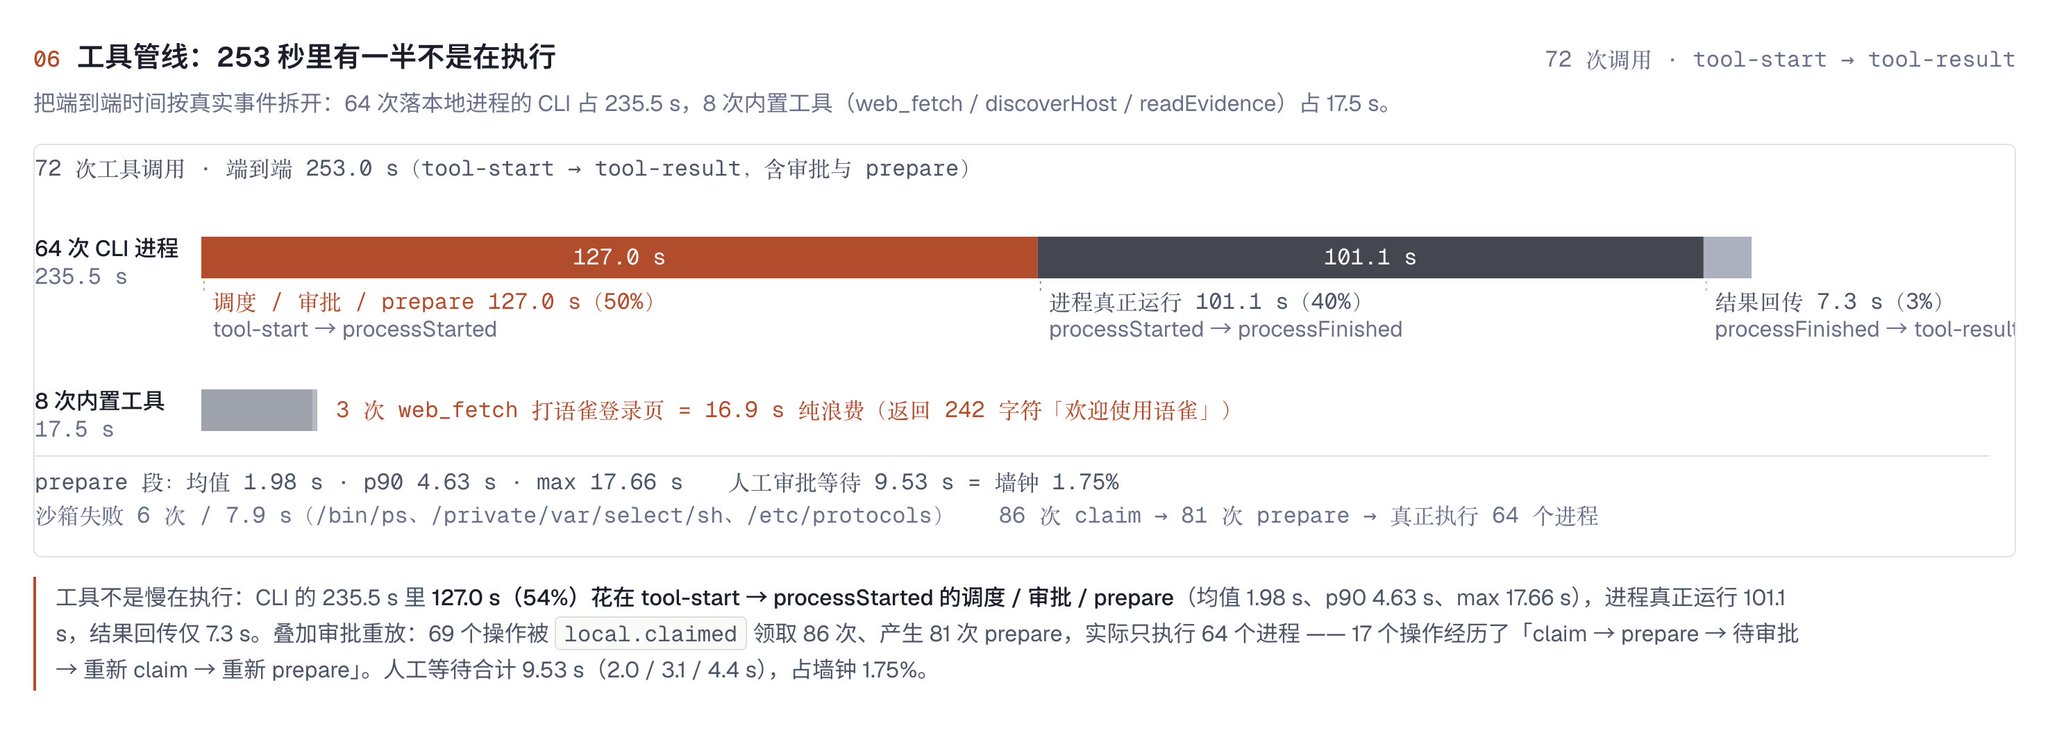 06 工具管线：253 秒里有一半不是在执行
72 次调用 · tool-start → tool-result
把端到端时间按真实事件拆开：64 次落本地进程的 CLI 占 235.5 s，8 次内置工具（web_fetch / discoverHost / readEvidence）占 17.5 s。
72 次工具调用 · 端到端 253.0 s（tool-start → tool-result，含审批与 prepare）
64 次 CLI 进程
235.5 s
127.0 s
101.1 s
调度 / 审批 / prepare 127.0 s（50%）
tool-start → processStarted
进程真正运行 101.1 s（40%）
processStarted → processFinished
结果回传 7.3 s（3%）
processFinished → tool-result
8 次内置工具
17.5 s
3 次 web_fetch 打语雀登录页 = 16.9 s 纯浪费（返回 242 字符「欢迎使用语雀」）
prepare 段：均值 1.98 s · p90 4.63 s · max 17.66 s 人工审批等待 9.53 s = 墙钟 1.75%
沙箱失败 6 次 / 7.9 s（/bin/ps、/private/var/select/sh、/etc/protocols） 86 次 claim → 81 次 prepare → 真正执行 64 个进程
工具不是慢在执行：CLI 的 235.5 s 里 127.0 s（54%）花在 tool-start → processStarted 的调度 / 审批 / prepare（均值 1.98 s、p90 4.63 s、max 17.66 s），进程真正运行 101.1
s，结果回传仅 7.3 s。叠加审批重放：69 个操作被 local.claimed 领取 86 次、产生 81 次 prepare，实际只执行 64 个进程 —— 17 个操作经历了「claim → prepare → 待审批
→ 重新 claim → 重新 prepare」。人工等待合计 9.53 s（2.0 / 3.1 / 4.4 s），占墙钟 1.75%。